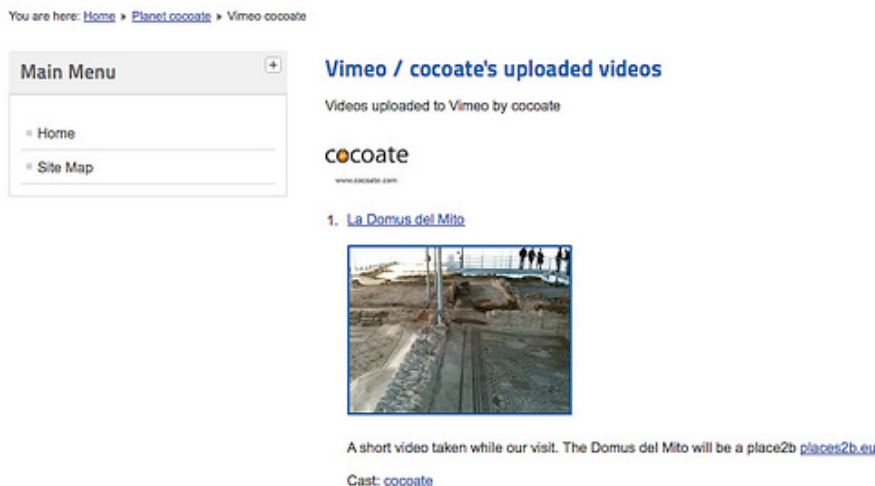 You are here: Home ▸ Planet cocoate ▸ Vimeo cocoate
Main Menu
+
Home
Site Map
Vimeo / cocoate's uploaded videos
Videos uploaded to Vimeo by cocoate
cocoate
www.cocoate.com
1. La Domus del Mito
A short video taken while our visit. The Domus del Mito will be a place2b places2b.eu
Cast: cocoate